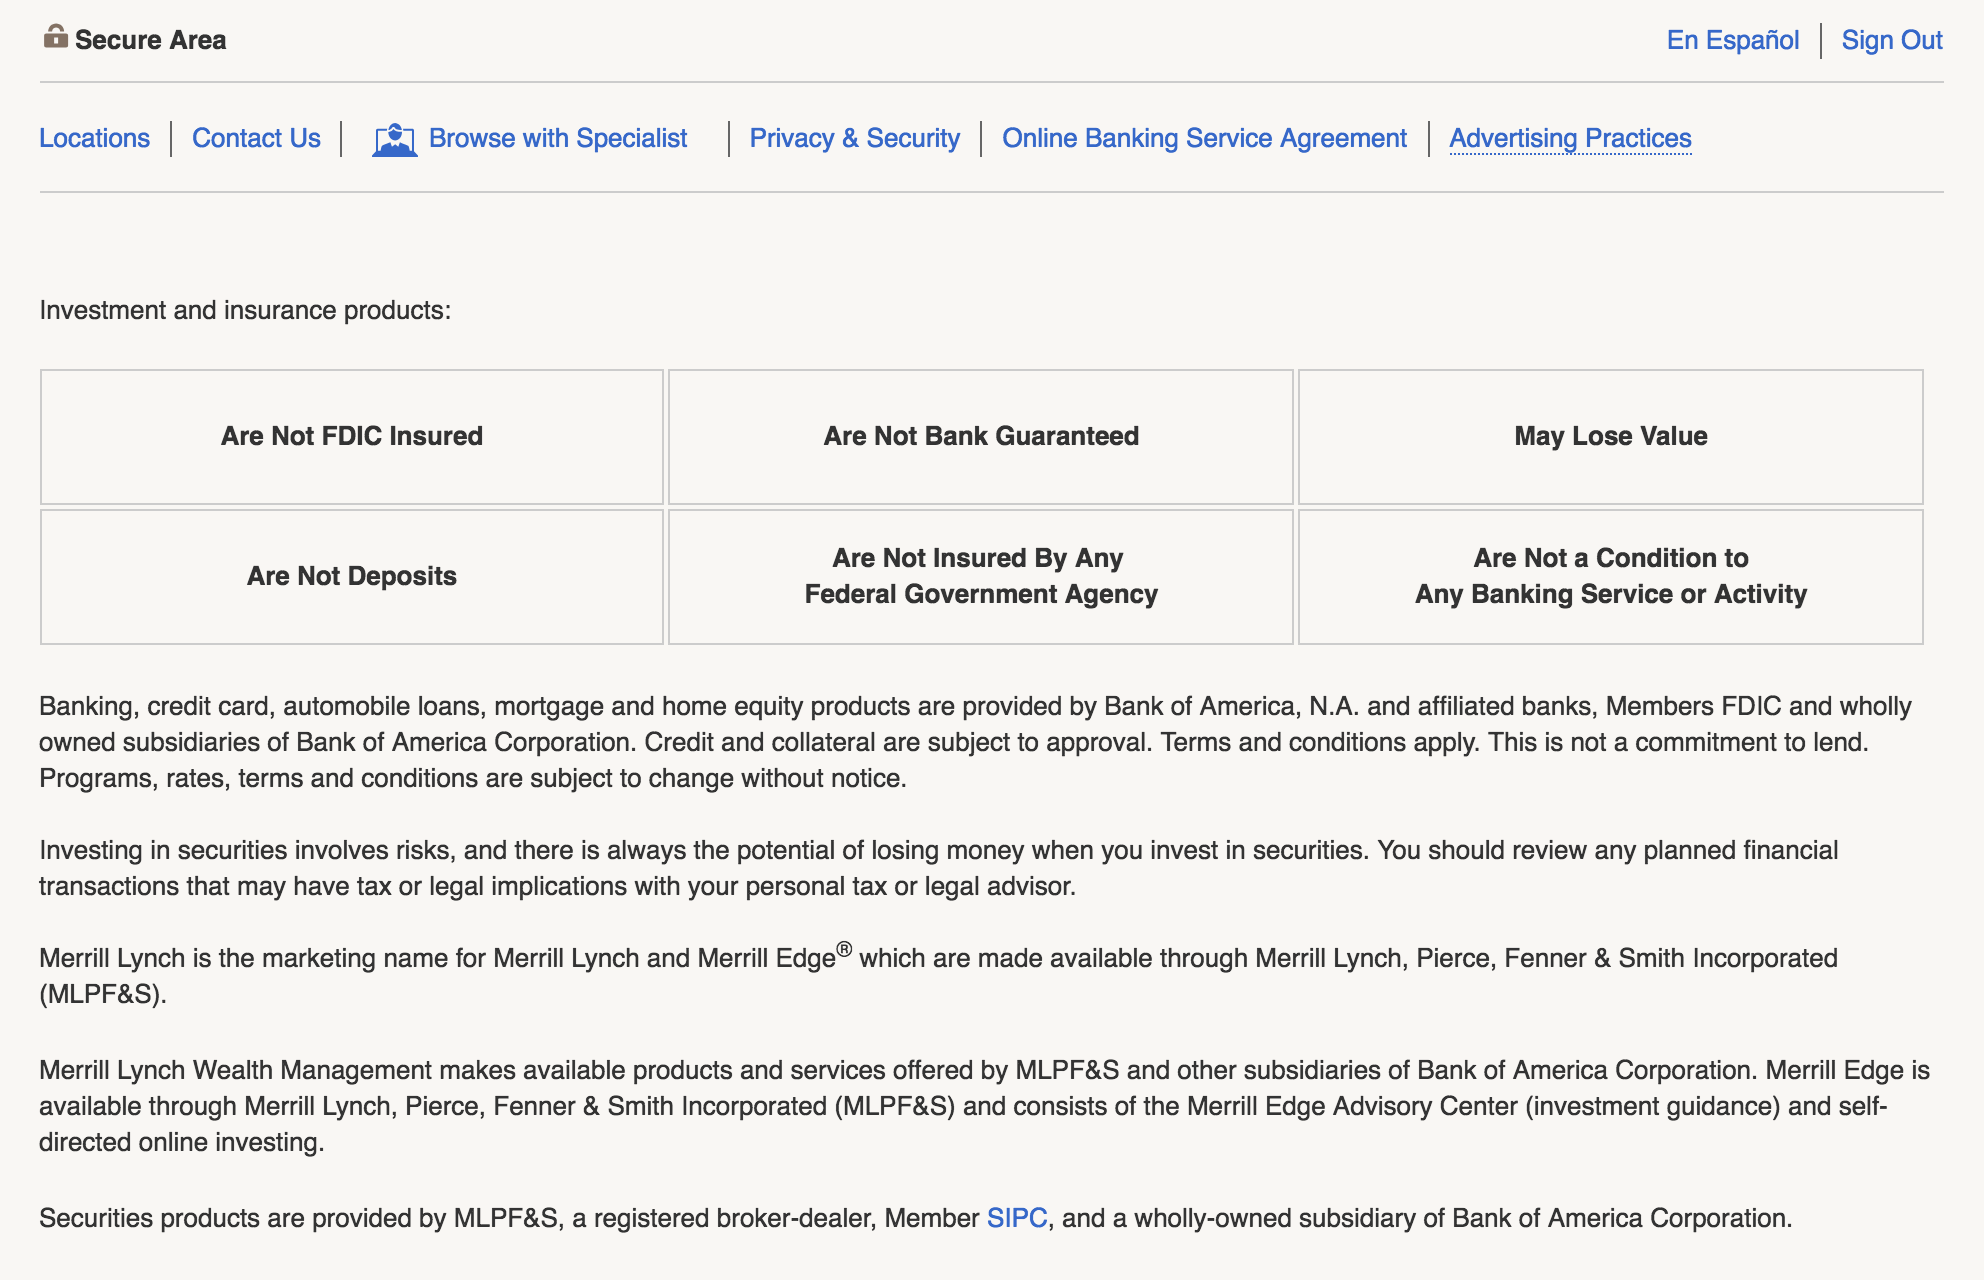 Secure Area
En Español
Sign Out
Locations
Contact Us
Browse with Specialist
Privacy & Security
Online Banking Service Agreement
Advertising Practices
Investment and insurance products:
Are Not FDIC Insured
Are Not Bank Guaranteed
May Lose Value
Are Not Deposits
Are Not Insured By Any
Federal Government Agency
Are Not a Condition to
Any Banking Service or Activity
Banking, credit card, automobile loans, mortgage and home equity products are provided by Bank of America, N.A. and affiliated banks, Members FDIC and wholly
owned subsidiaries of Bank of America Corporation. Credit and collateral are subject to approval. Terms and conditions apply. This is not a commitment to lend.
Programs, rates, terms and conditions are subject to change without notice.
Investing in securities involves risks, and there is always the potential of losing money when you invest in securities. You should review any planned financial
transactions that may have tax or legal implications with your personal tax or legal advisor.
Merrill Lynch is the marketing name for Merrill Lynch and Merrill Edge® which are made available through Merrill Lynch, Pierce, Fenner & Smith Incorporated
(MLPF&S).
Merrill Lynch Wealth Management makes available products and services offered by MLPF&S and other subsidiaries of Bank of America Corporation. Merrill Edge is
available through Merrill Lynch, Pierce, Fenner & Smith Incorporated (MLPF&S) and consists of the Merrill Edge Advisory Center (investment guidance) and self-
directed online investing.
Securities products are provided by MLPF&S, a registered broker-dealer, Member SIPC, and a wholly-owned subsidiary of Bank of America Corporation.